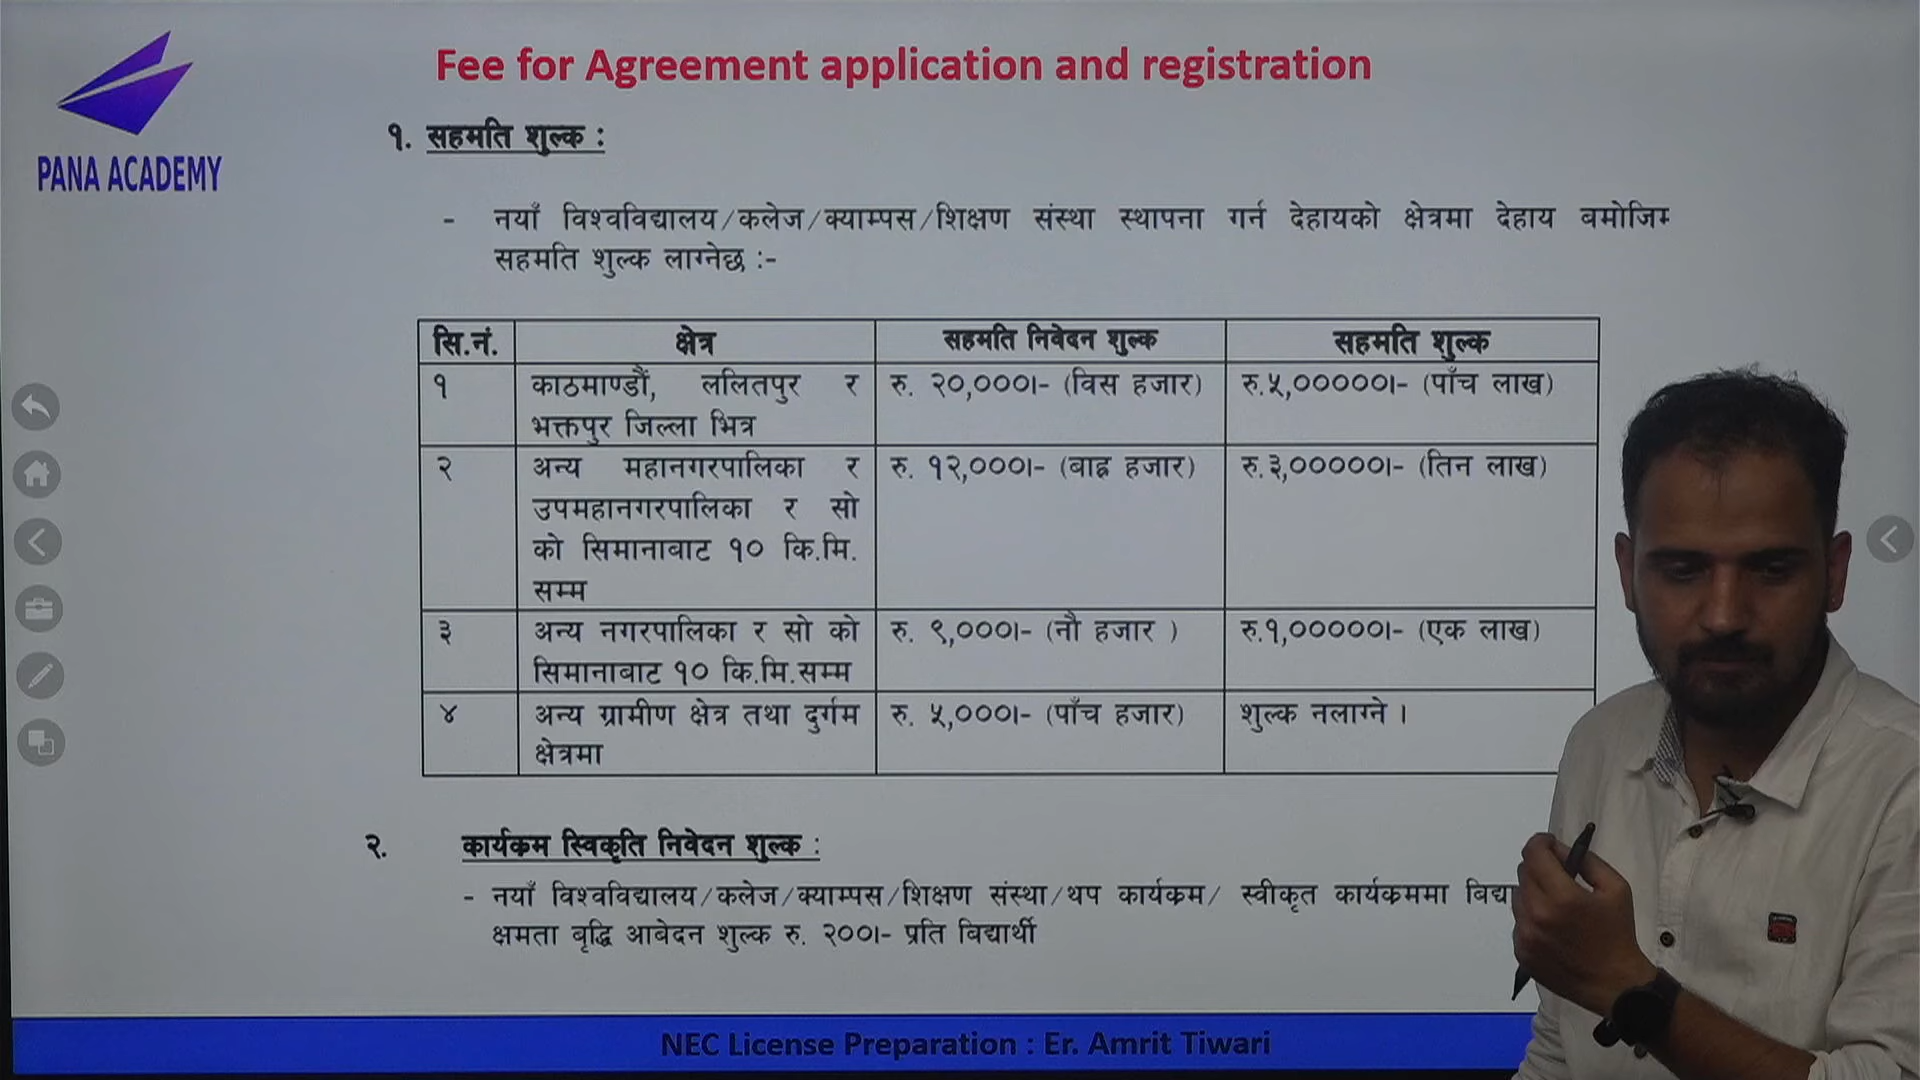 Fee for Agreement application and registration
PANA ACADEMY
१. सहमति शुल्क :
- नयाँ विश्वविद्यालय/कलेज/क्याम्पस/शिक्षण संस्था स्थापना गर्न देहायको क्षेत्रमा देहाय बमोजिम
सहमति शुल्क लाग्नेछ :-
सि.नं. क्षेत्र सहमति निवेदन शुल्क सहमति शुल्क
१ काठमाण्डौं, ललितपुर र रु. २०,०००।- (विस हजार) रु.५,०००००।- (पाँच लाख)
भक्तपुर जिल्ला भित्र
२ अन्य महानगरपालिका र रु. १२,०००।- (बाह्र हजार) रु.३,०००००।- (तिन लाख)
उपमहानगरपालिका र सो
को सिमानाबाट १० कि.मि.
सम्म
३ अन्य नगरपालिका र सो को रु. ९,०००।- (नौ हजार ) रु.१,०००००।- (एक लाख)
सिमानाबाट १० कि.मि.सम्म
४ अन्य ग्रामीण क्षेत्र तथा दुर्गम रु. ५,०००।- (पाँच हजार) शुल्क नलाग्ने ।
क्षेत्रमा
२. कार्यक्रम स्विकृति निवेदन शुल्क :
- नयाँ विश्वविद्यालय/कलेज/क्याम्पस/शिक्षण संस्था/थप कार्यक्रम/ स्वीकृत कार्यक्रममा
क्षमता बृद्धि आबेदन शुल्क रु. २००।- प्रति विद्यार्थी
NEC License Preparation : Er. Amrit Tiwari